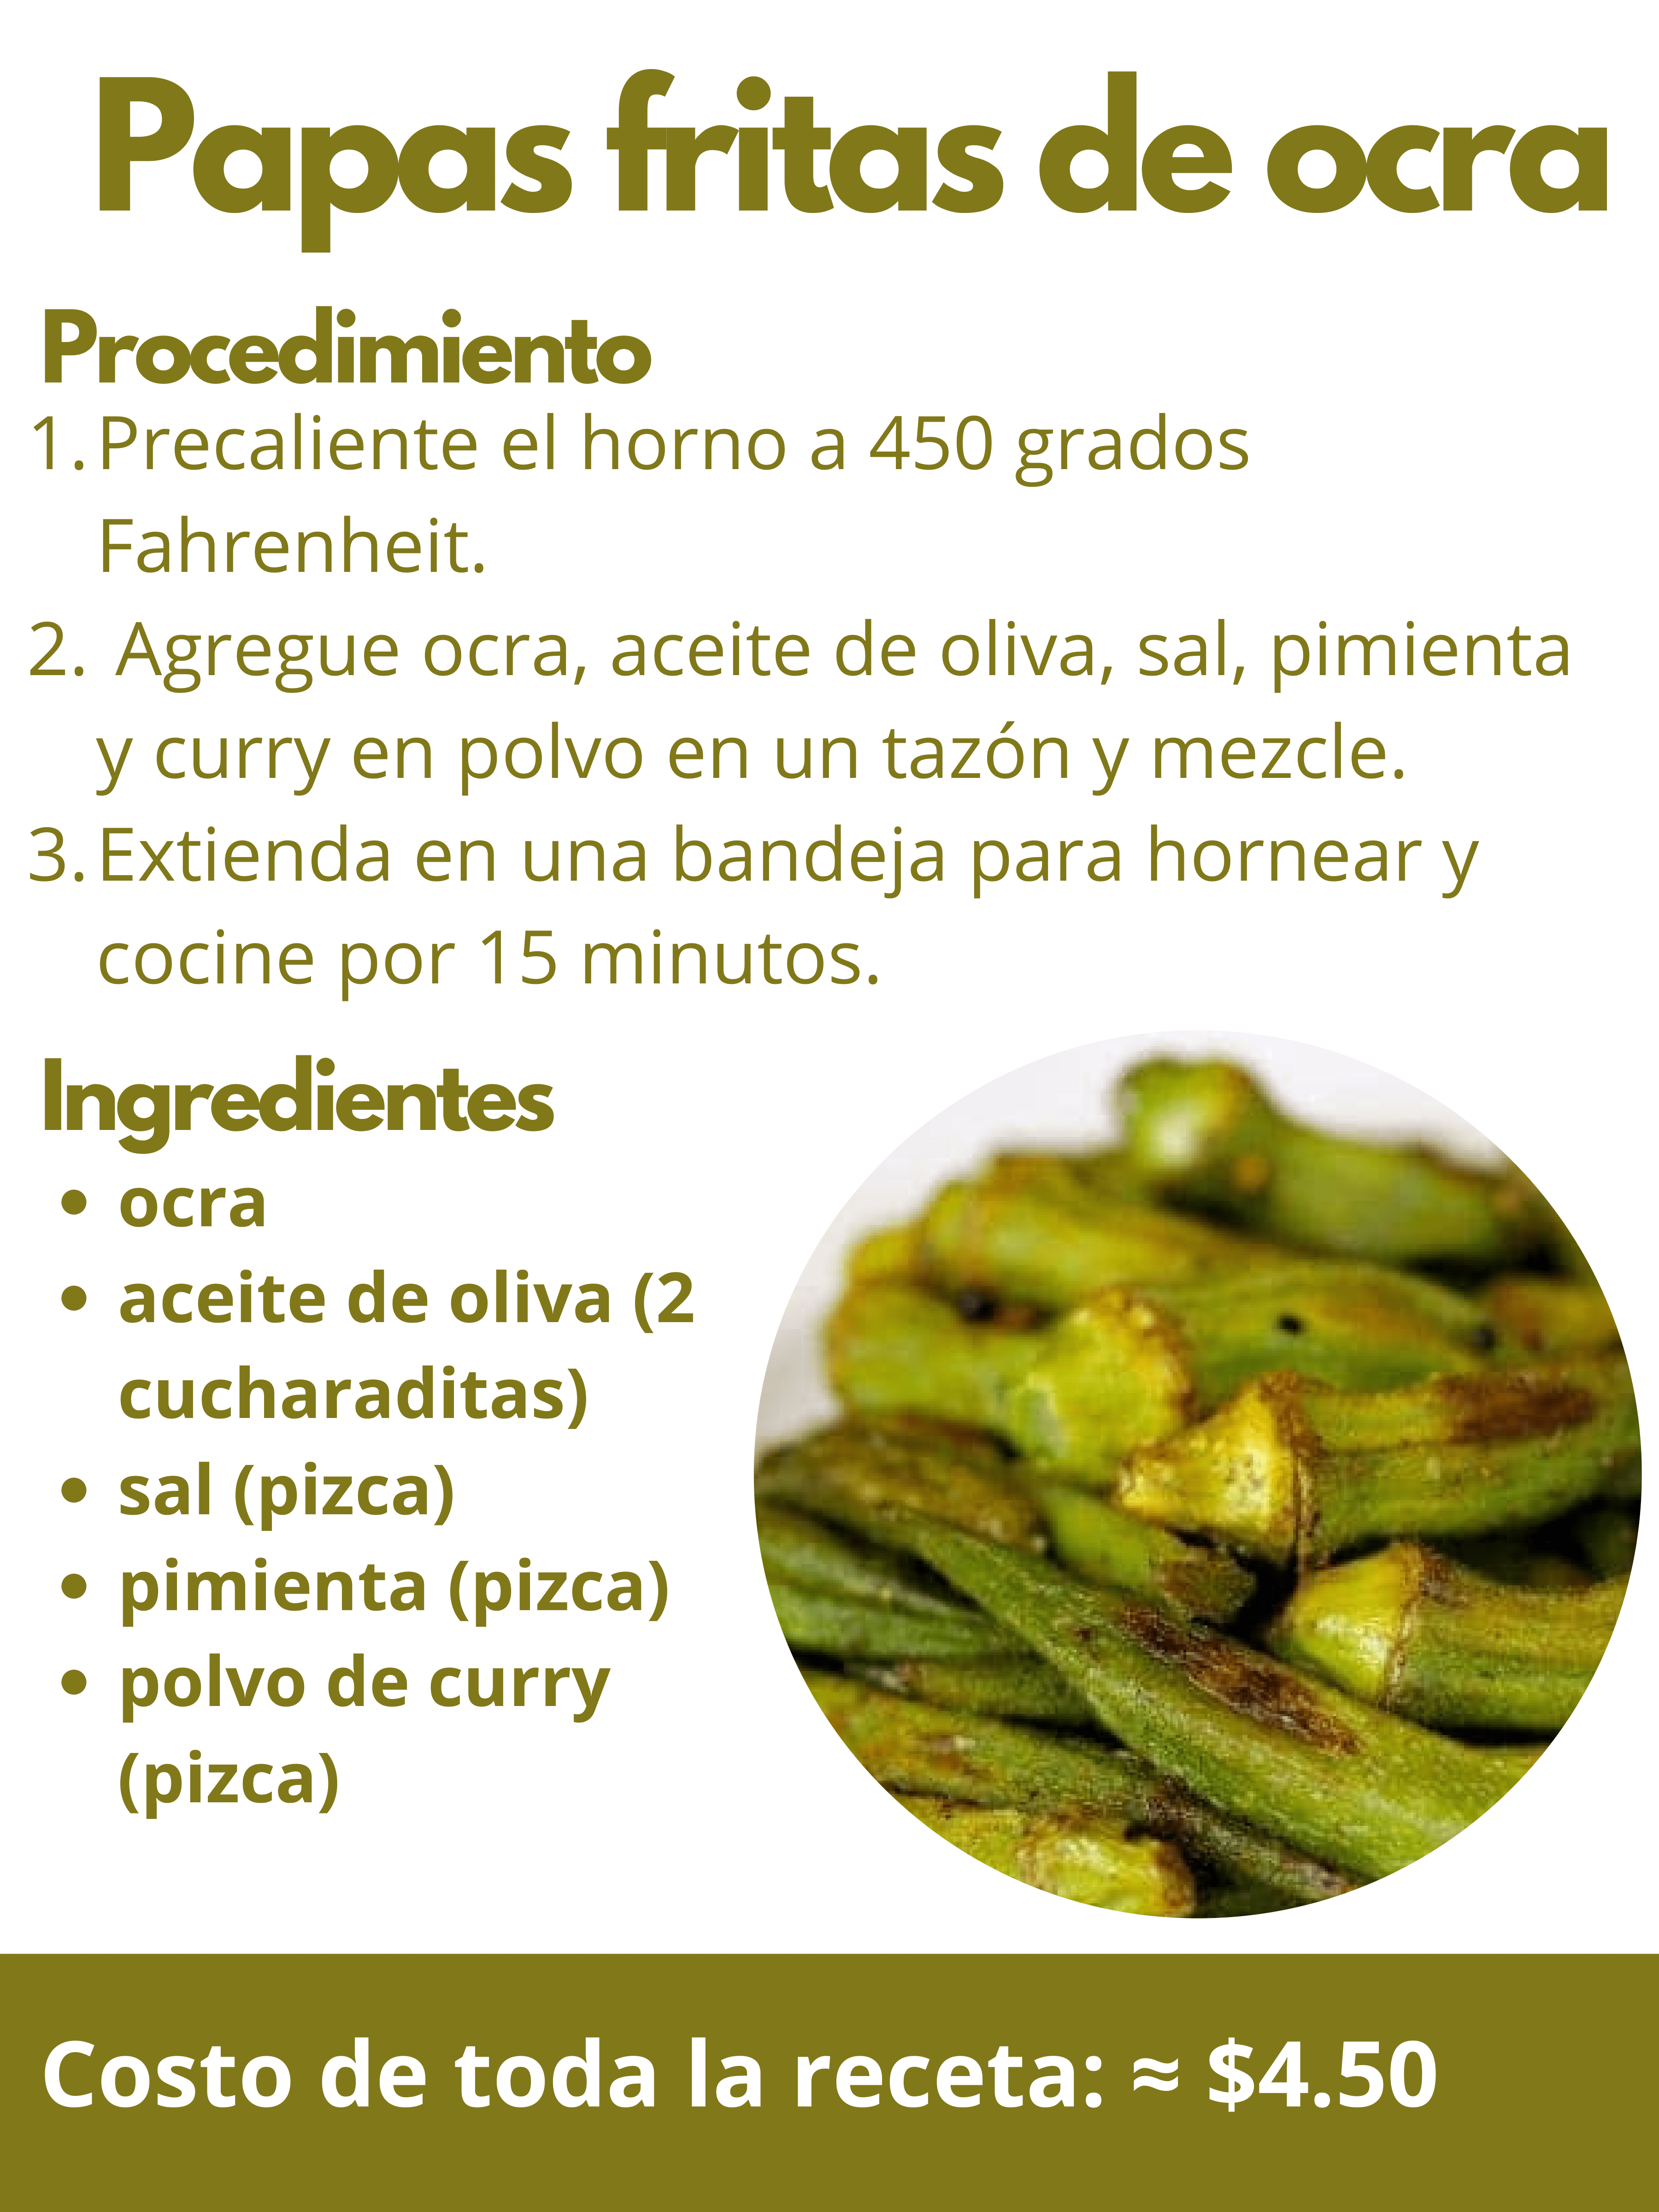 Papas fritas de ocra
Procedimiento
1. Precaliente el horno a 450 grados
Fahrenheit.
2. Agregue ocra, aceite de oliva, sal, pimienta
y curry en polvo en un tazón y mezcle.
3. Extienda en una bandeja para hornear y
cocine por 15 minutos.
Ingredientes
• ocra
• aceite de oliva (2
cucharaditas)
• sal (pizca)
• pimienta (pizca)
• polvo de curry
(pizca)
Costo de toda la receta: ≈ $4.50